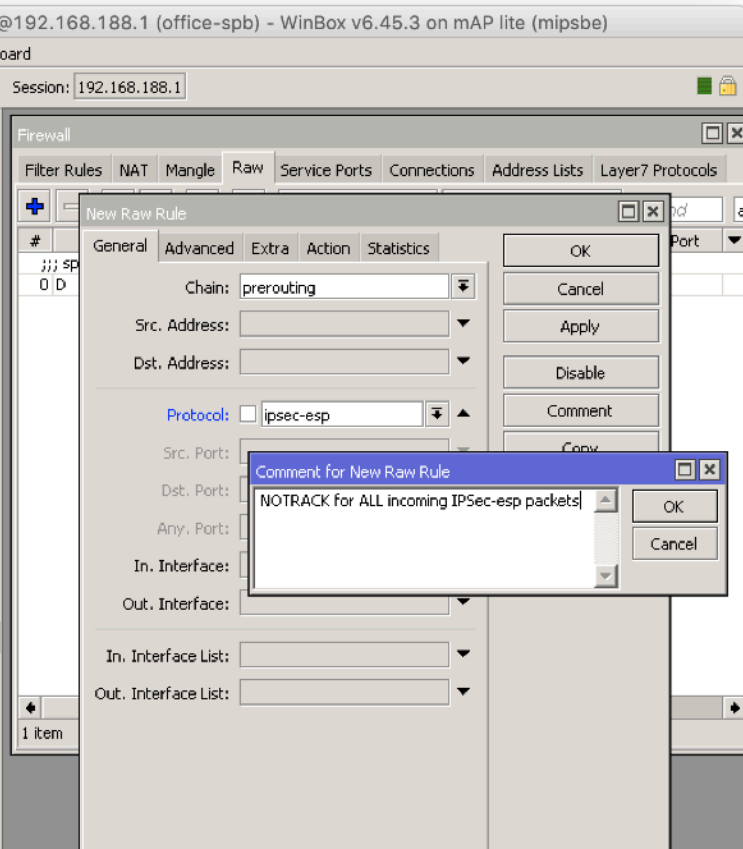 @192.168.188.1 (office-spb) - WinBox v6.45.3 on mAP lite (mipsbe)
oard
Session: 192.168.188.1
Firewall
Filter Rules NAT Mangle Raw Service Ports Connections Address Lists Layer7 Protocols
New Raw Rule
# General Advanced Extra Action Statistics OK Port
;;; sp
0 D Chain: prerouting Cancel
Src. Address: Apply
Dst. Address: Disable
Protocol: ipsec-esp Comment
Src. Port: Copy
Comment for New Raw Rule
Dst. Port: NOTRACK for ALL incoming IPSec-esp packets OK
Any. Port: Cancel
In. Interface:
Out. Interface:
In. Interface List:
Out. Interface List:
1 item